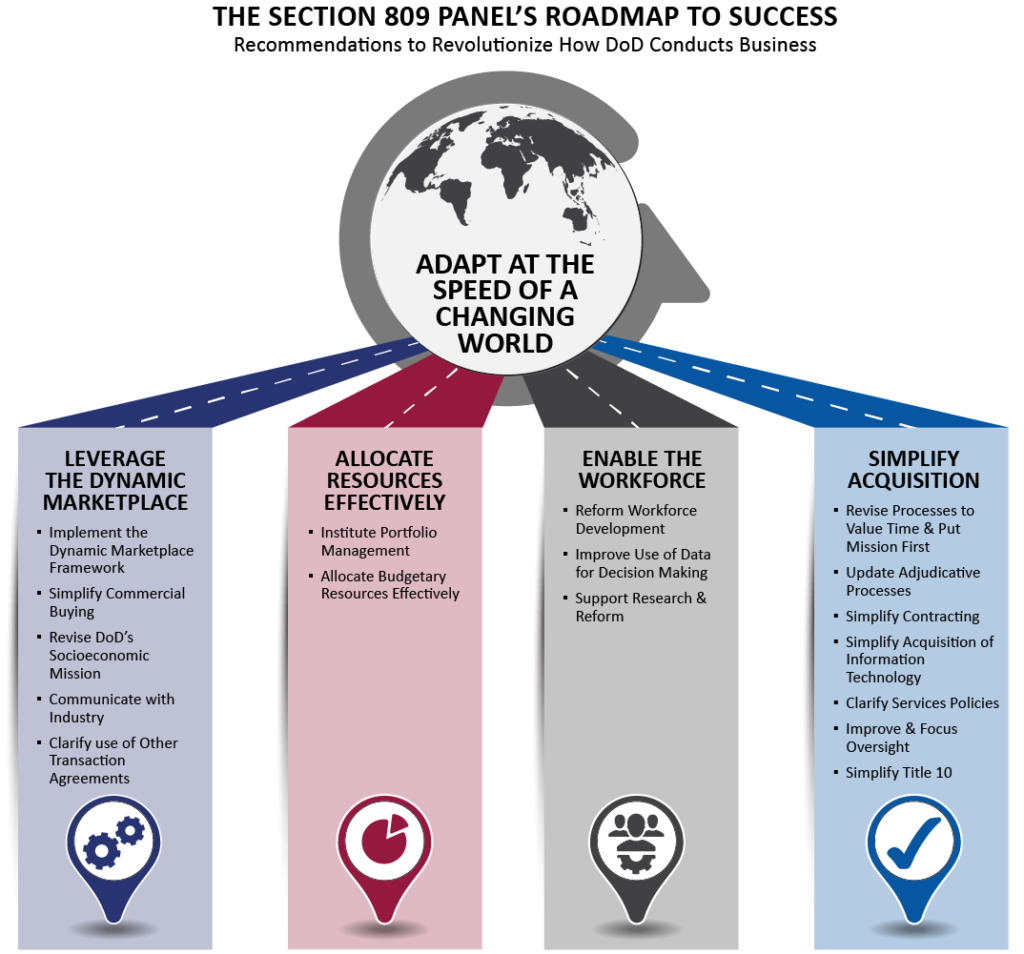 THE SECTION 809 PANEL’S ROADMAP TO SUCCESS
Recommendations to Revolutionize How DoD Conducts Business
ADAPT AT THE
SPEED OF A
CHANGING
WORLD
LEVERAGE
THE DYNAMIC
MARKETPLACE
▪ Implement the
Dynamic Marketplace
Framework
▪ Simplify Commercial
Buying
▪ Revise DoD’s
Socioeconomic
Mission
▪ Communicate with
Industry
▪ Clarify use of Other
Transaction
Agreements
ALLOCATE
RESOURCES
EFFECTIVELY
▪ Institute Portfolio
Management
▪ Allocate Budgetary
Resources Effectively
ENABLE THE
WORKFORCE
▪ Reform Workforce
Development
▪ Improve Use of Data
for Decision Making
▪ Support Research &
Reform
SIMPLIFY
ACQUISITION
▪ Revise Processes to
Value Time & Put
Mission First
▪ Update Adjudicative
Processes
▪ Simplify Contracting
▪ Simplify Acquisition of
Information
Technology
▪ Clarify Services Policies
▪ Improve & Focus
Oversight
▪ Simplify Title 10